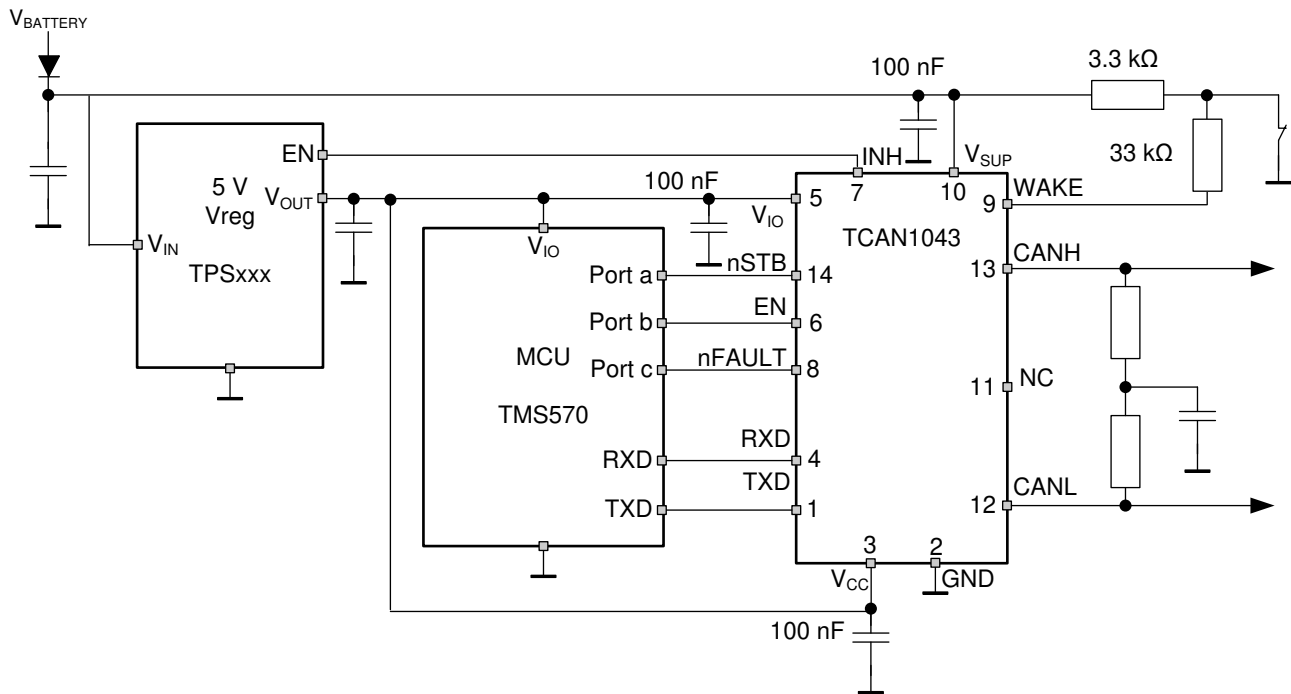 VBATTERY
3.3 kΩ
100 nF
EN
INH
VSUP
33 kΩ
5 V
Vreg
VOUT
100 nF
5
7
10
WAKE
9
VIO
VIN
TPSxxx
VIO
TCAN1043
CANH
13
Port a
nSTB
14
Port b
EN
6
MCU
Port c
nFAULT
8
11
NC
TMS570
RXD
RXD
4
TXD
TXD
1
CANL
12
3
2
VCC
GND
100 nF